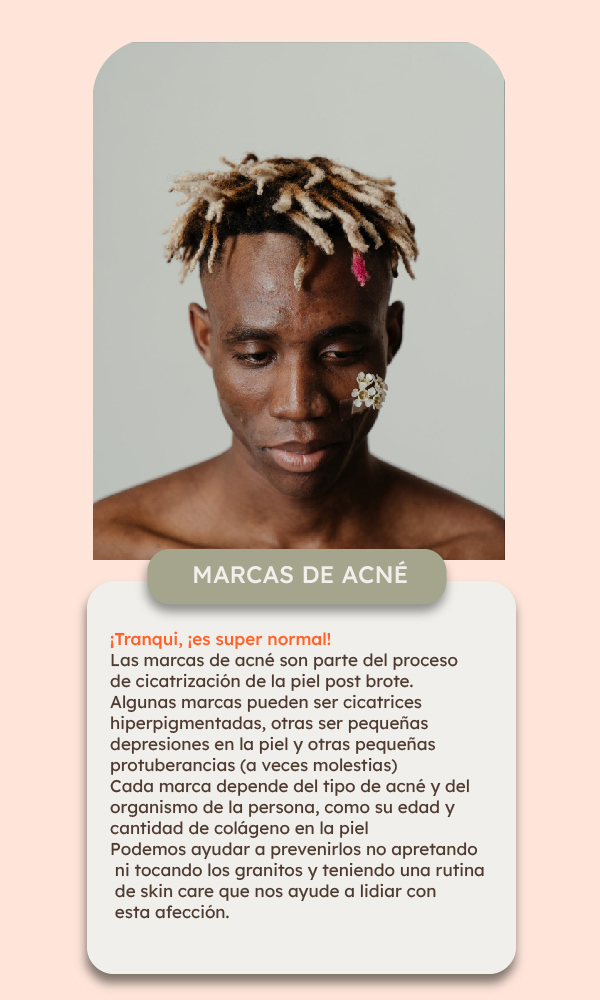 MARCAS DE ACNÉ
¡Tranqui, ¡es super normal!
Las marcas de acné son parte del proceso
de cicatrización de la piel post brote.
Algunas marcas pueden ser cicatrices
hiperpigmentadas, otras ser pequeñas
depresiones en la piel y otras pequeñas
protuberancias (a veces molestias)
Cada marca depende del tipo de acné y del
organismo de la persona, como su edad y
cantidad de colágeno en la piel
Podemos ayudar a prevenirlos no apretando
ni tocando los granitos y teniendo una rutina
de skin care que nos ayude a lidiar con
esta afección.